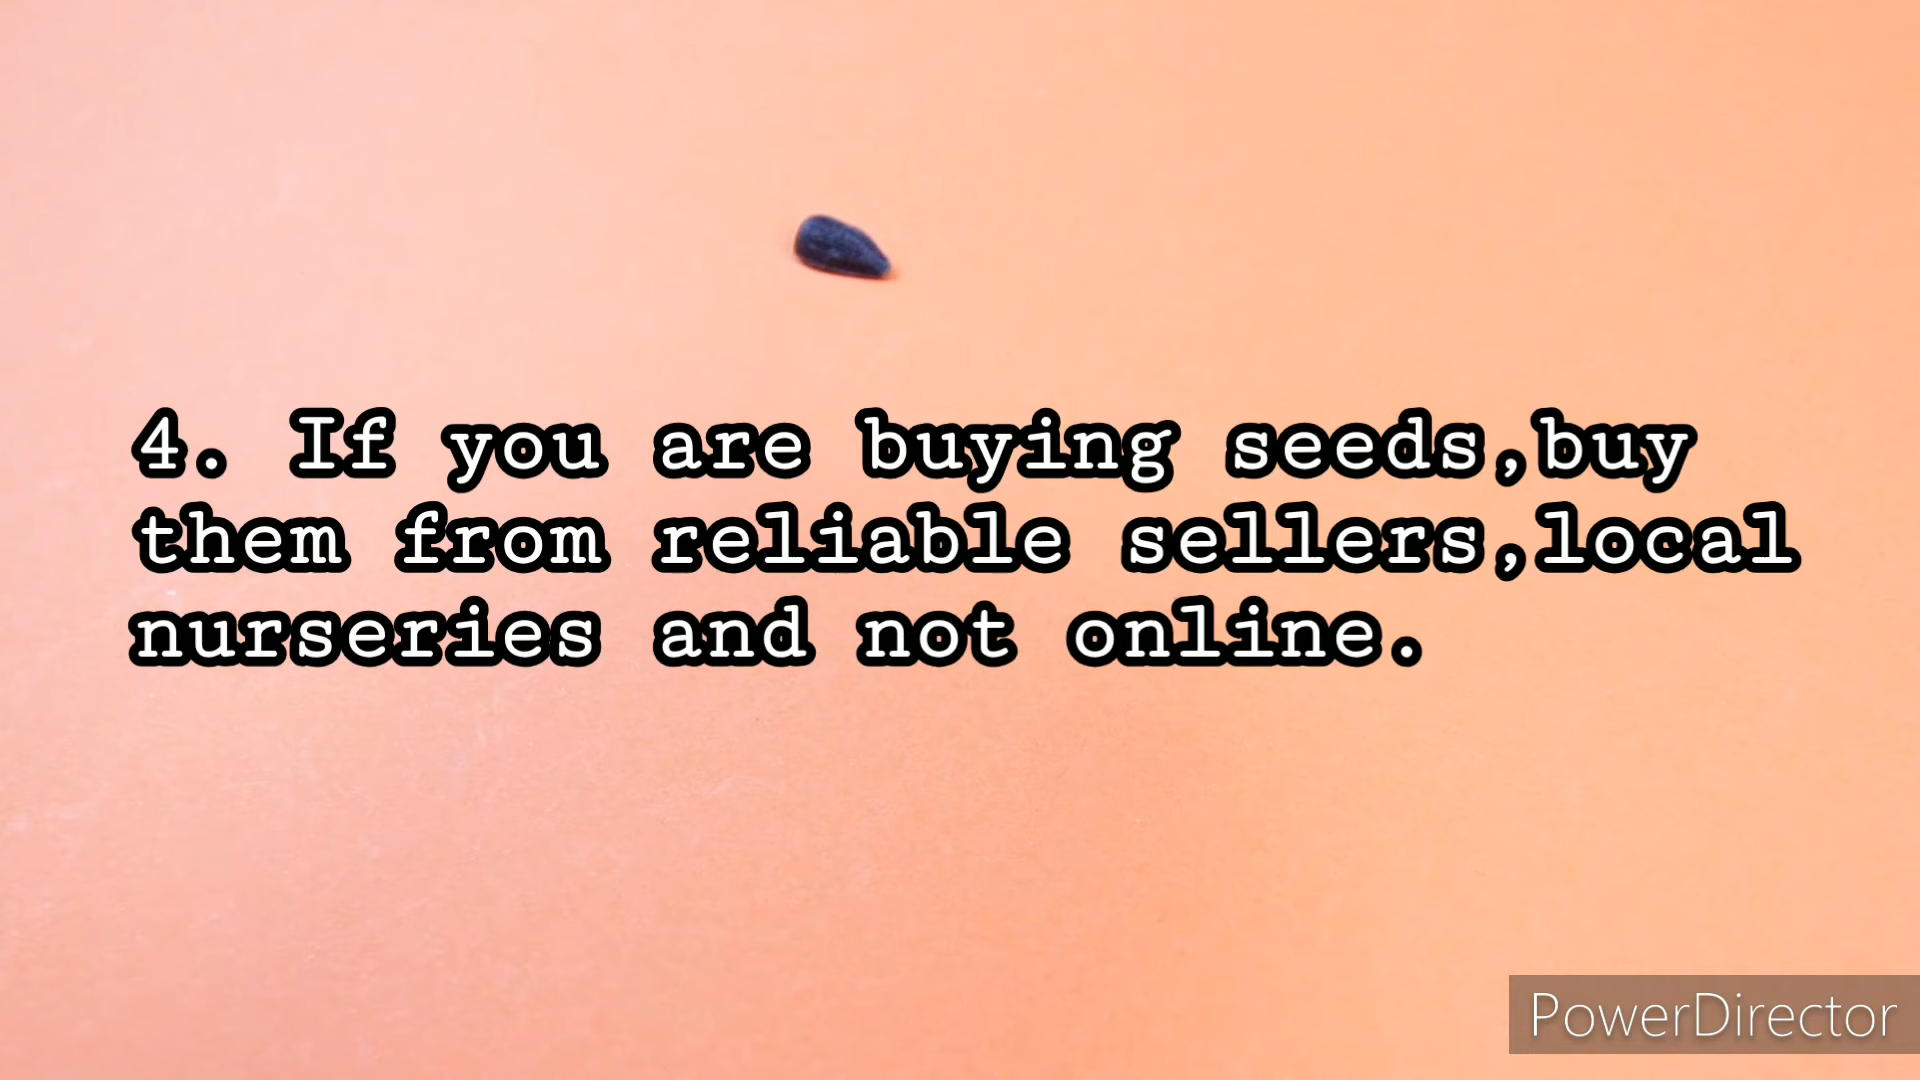 4. If you are buying seeds,buy
them from reliable sellers,local
nurseries and not online.
PowerDirector